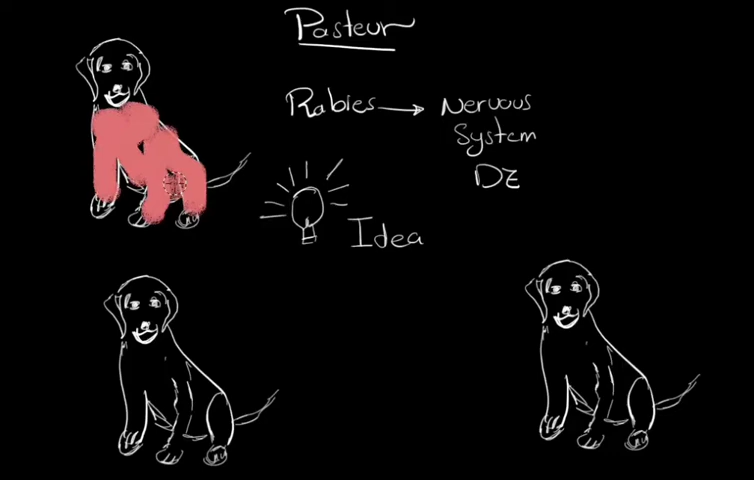 Pasteur
Rabies → Nervous
System
DZ
Idea